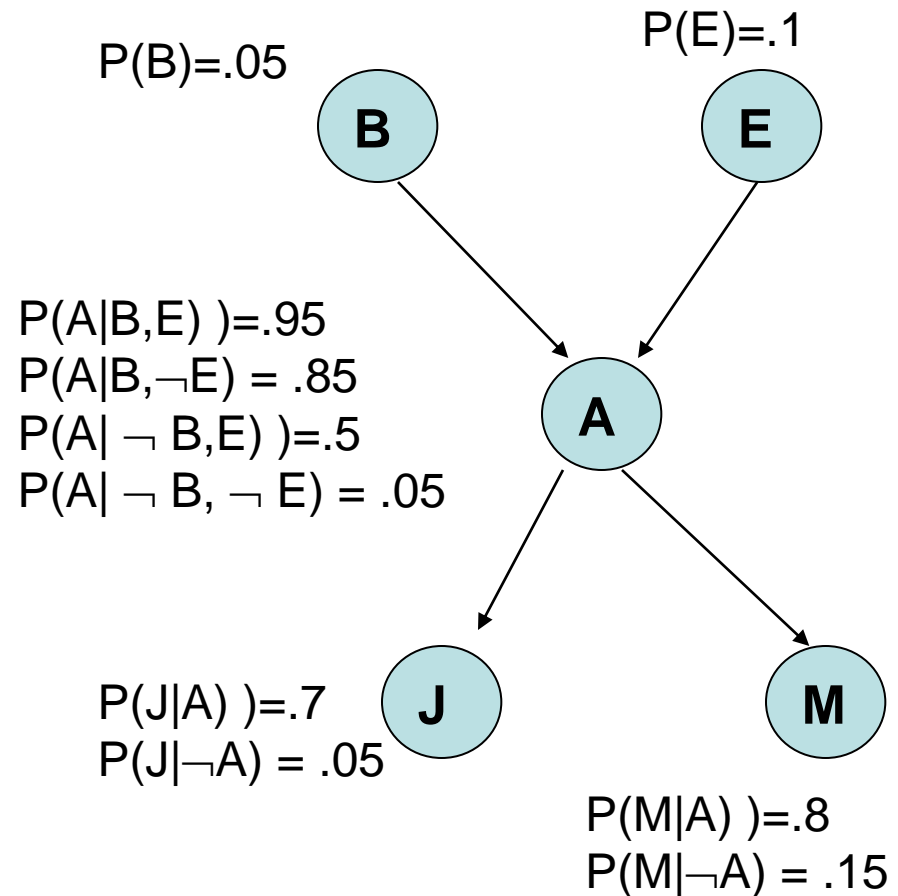 P(E)=.1
P(B)=.05
B
E
P(A|B,E) )=.95
P(A|B,¬E) = .85
P(A| ¬ B,E) )=.5
P(A| ¬ B, ¬ E) = .05
A
P(J|A) )=.7
P(J|¬A) = .05
J
M
P(M|A) )=.8
P(M|¬A) = .15